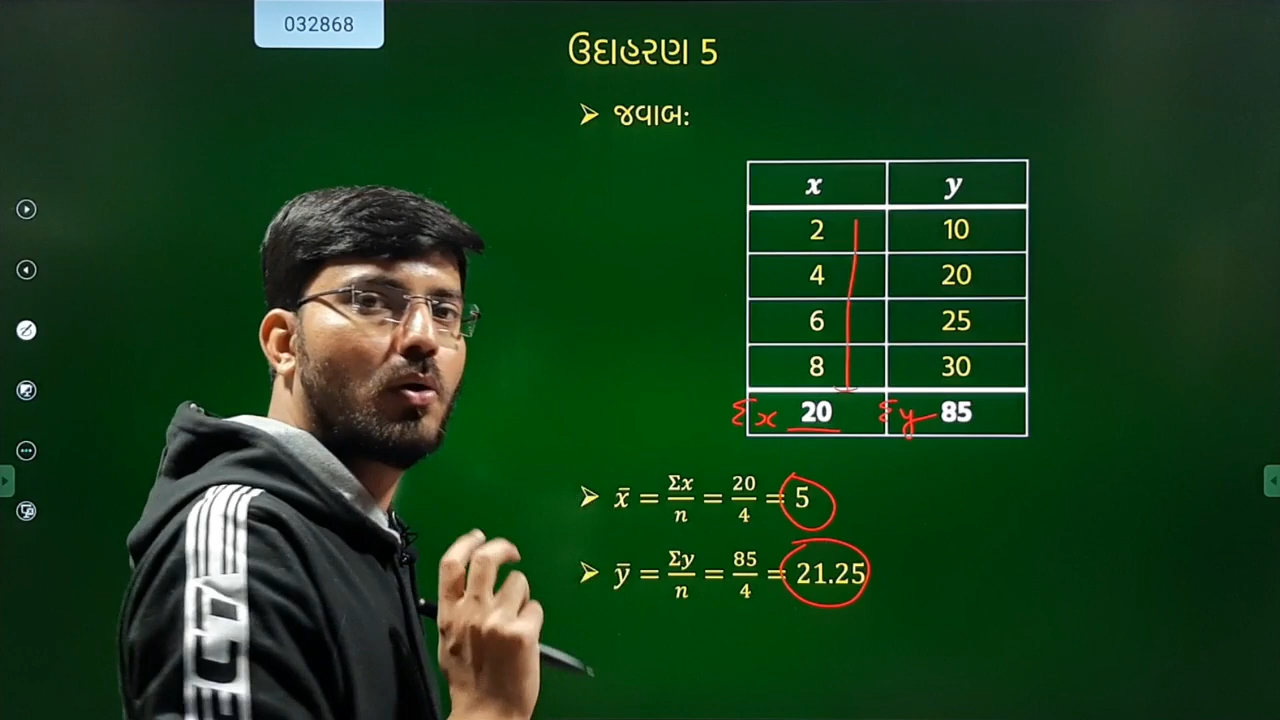 032868
ઉદાહરણ 5
➤ જવાબ:
x y
2 10
4 20
6 25
8 30
Σx 20 Σy 85
➤ x̄ = Σx/n = 20/4 = 5
➤ ȳ = Σy/n = 85/4 = 21.25